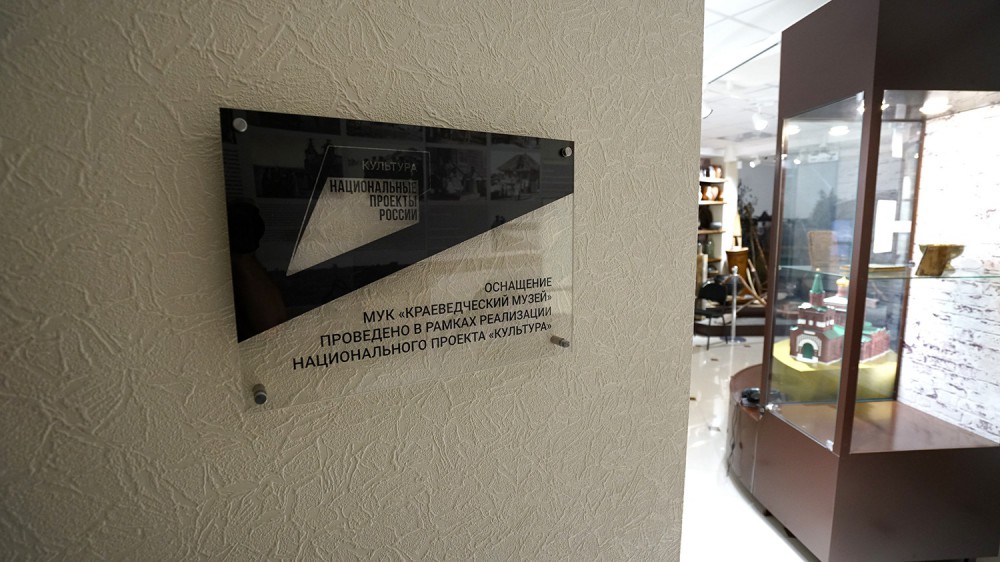 КУЛЬТУРА
НАЦИОНАЛЬНЫЕ
ПРОЕКТЫ
РОССИИ
ОСНАЩЕНИЕ
МУК «КРАЕВЕДЧЕСКИЙ МУЗЕЙ»
ПРОВЕДЕНО В РАМКАХ РЕАЛИЗАЦИИ
НАЦИОНАЛЬНОГО ПРОЕКТА «КУЛЬТУРА»